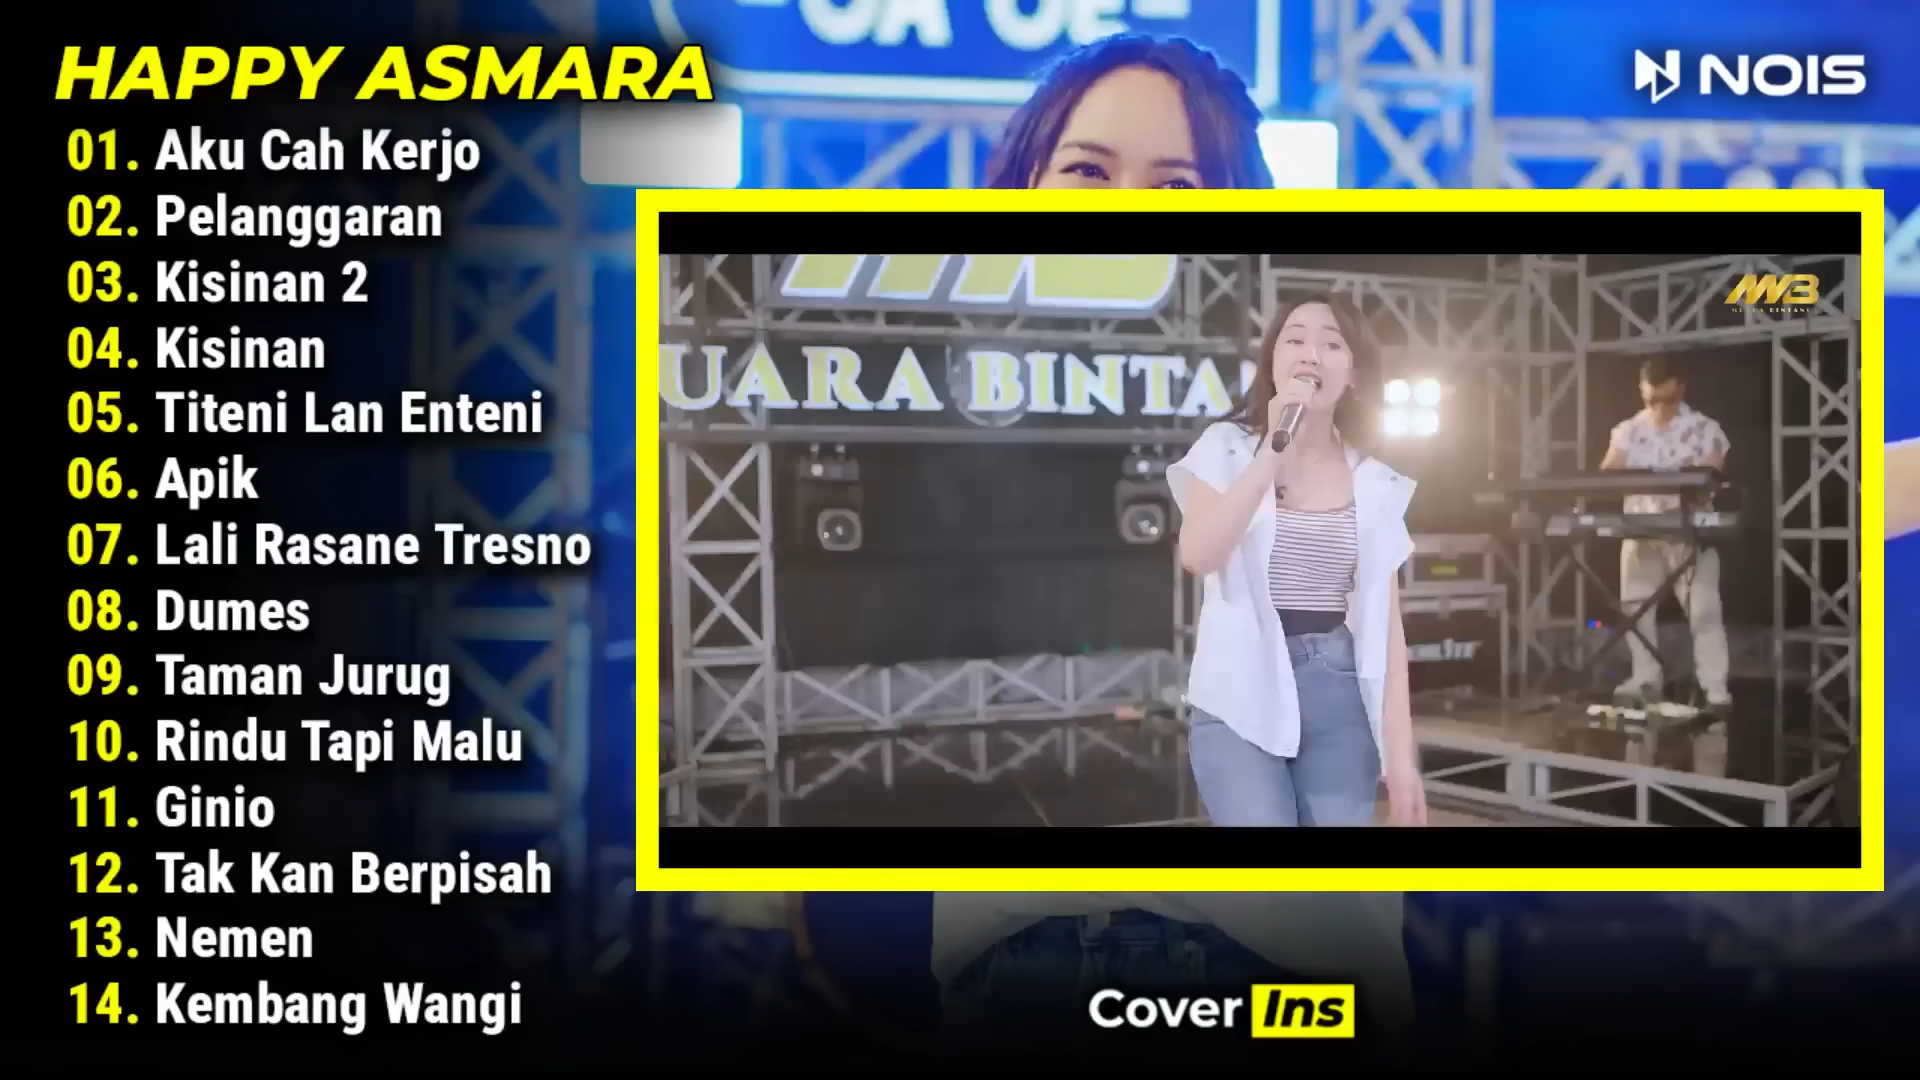 HAPPY ASMARA
01. Aku Cah Kerjo
02. Pelanggaran
03. Kisinan 2
04. Kisinan
05. Titeni Lan Enteni
06. Apik
07. Lali Rasane Tresno
08. Dumes
09. Taman Jurug
10. Rindu Tapi Malu
11. Ginio
12. Tak Kan Berpisah
13. Nemen
14. Kembang Wangi
NOIS
UARA BINTA
Cover Ins